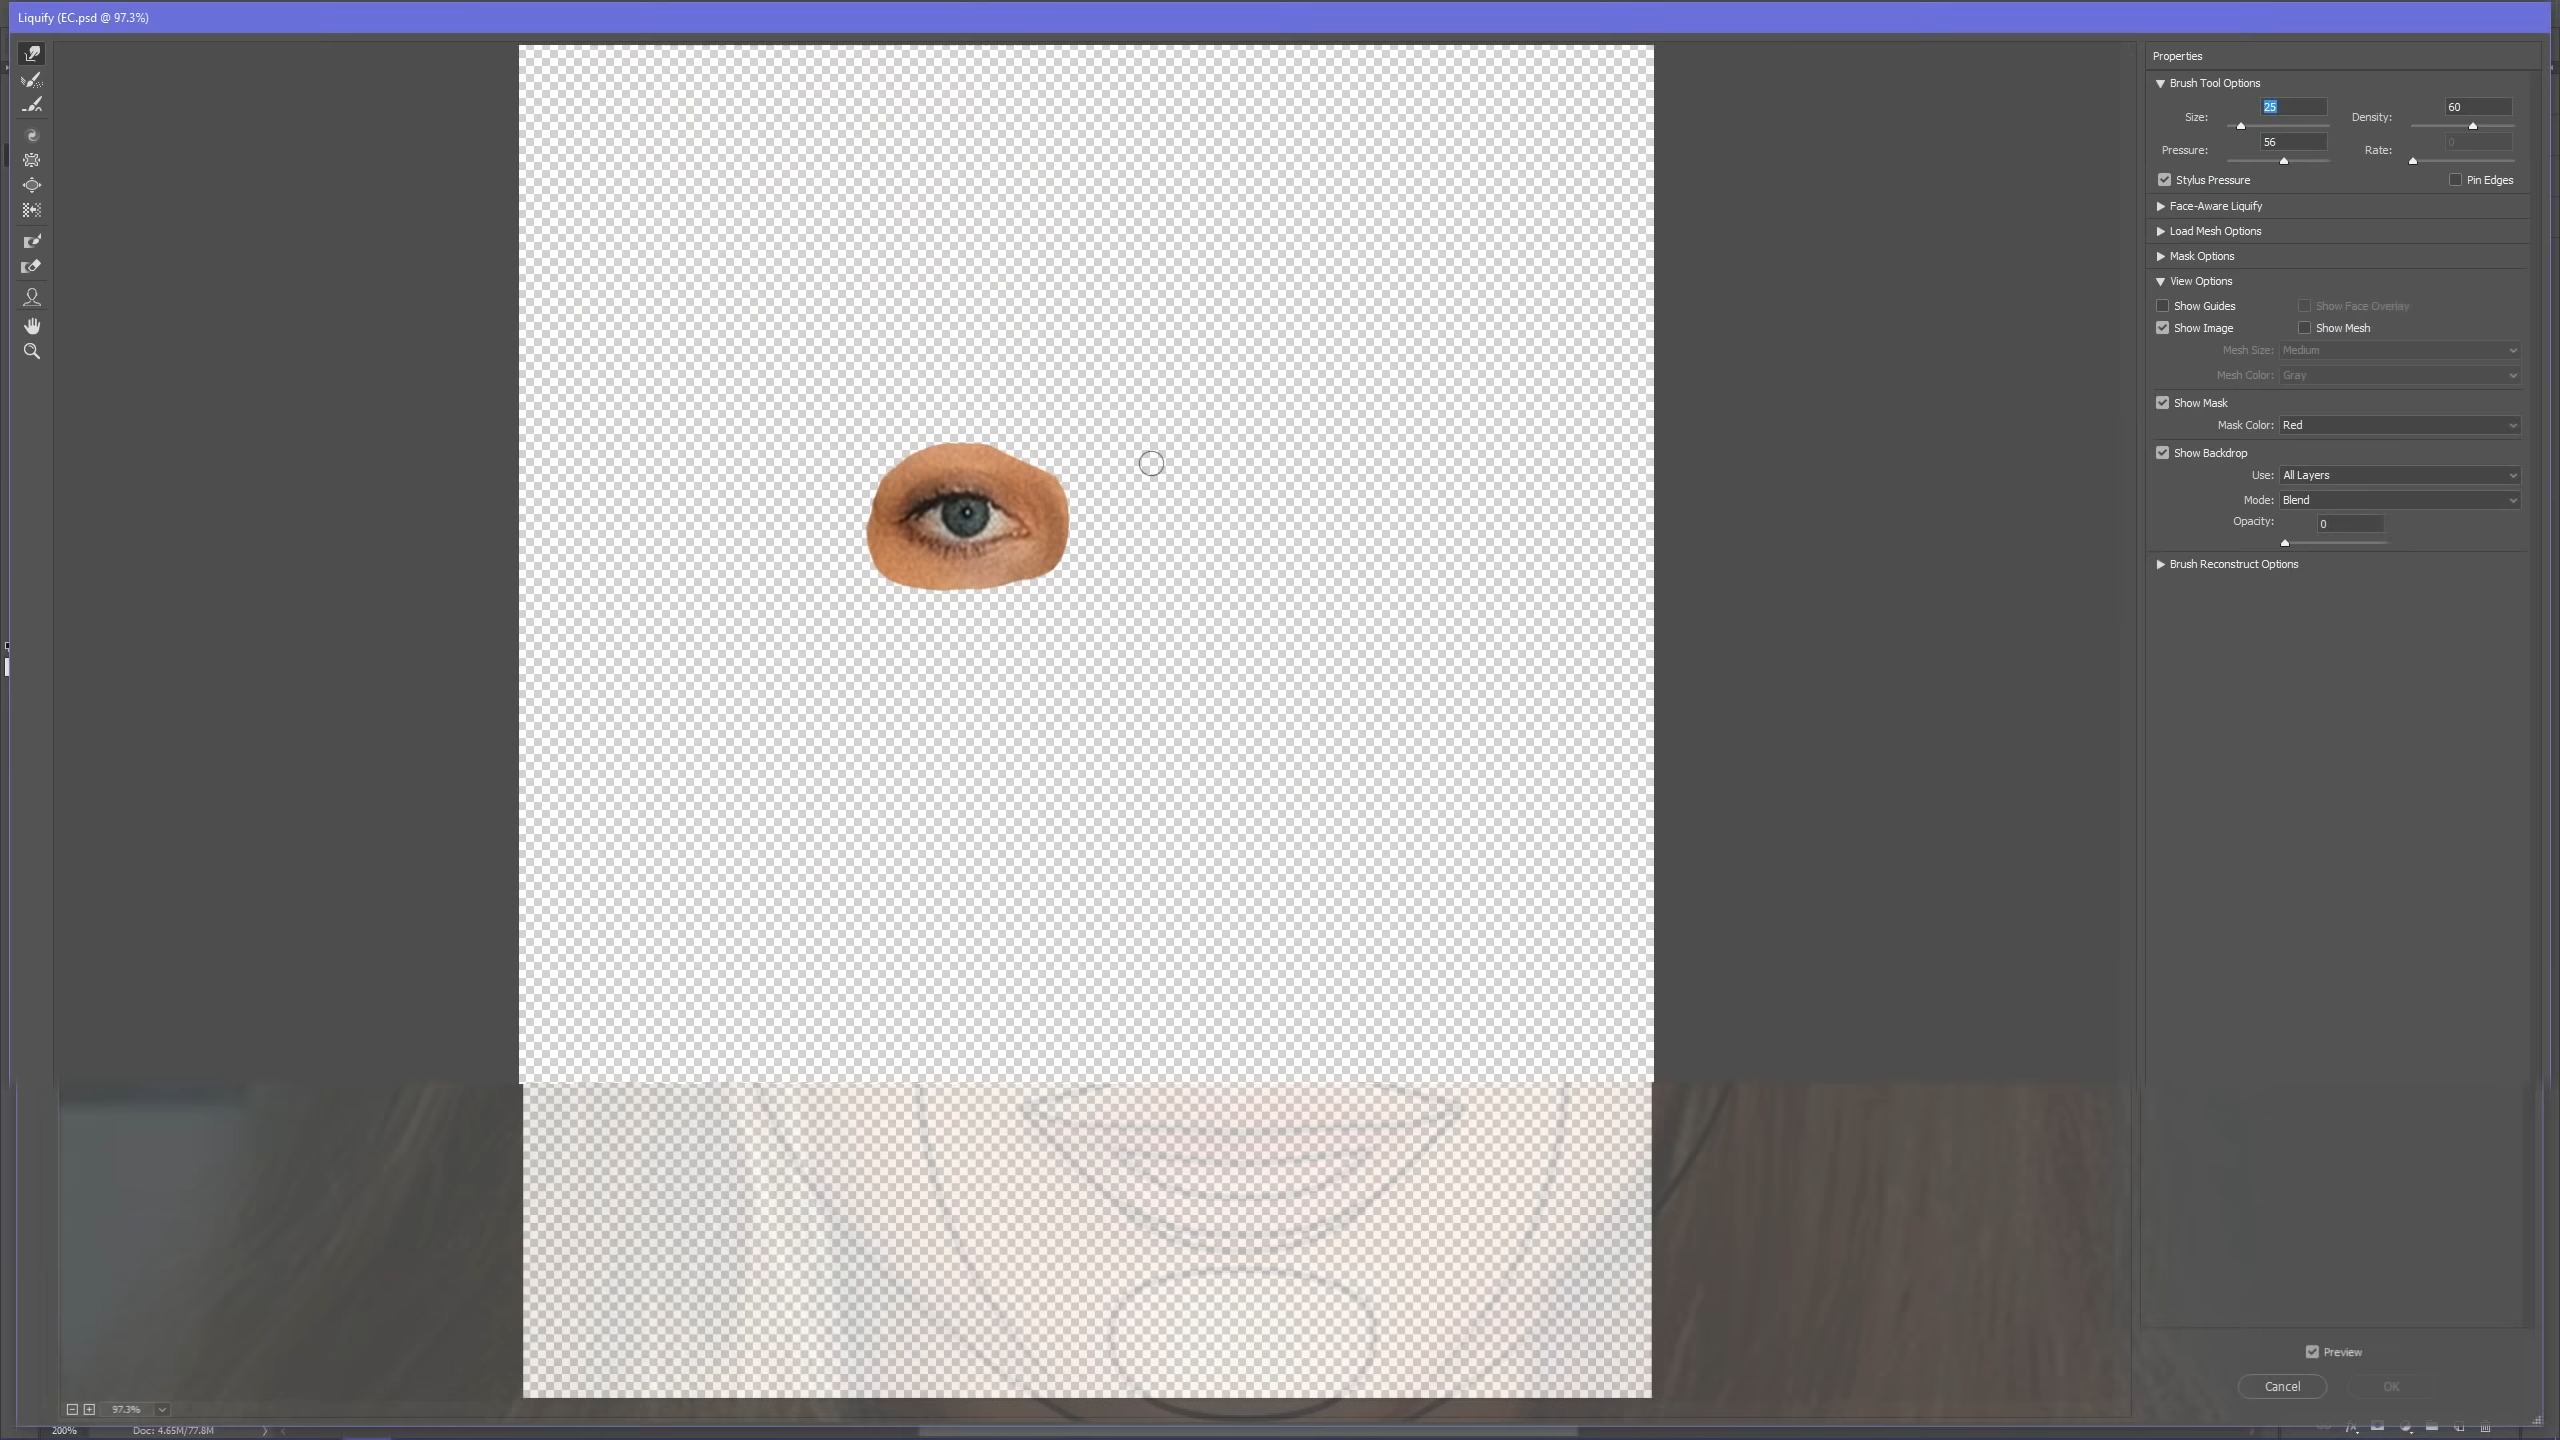 Liquify (EC.psd @ 97.3%)
Properties
Brush Tool Options
Size: 25 Density: 60
Pressure: 56 Rate: 0
Stylus Pressure Pin Edges
Face-Aware Liquify
Load Mesh Options
Mask Options
View Options
Show Guides Show Face Overlay
Show Image Show Mesh
Mesh Size: Medium
Mesh Color: Gray
Show Mask
Mask Color: Red
Show Backdrop
Use: All Layers
Mode: Blend
Opacity: 0
Brush Reconstruct Options
Preview
Cancel OK
97.3%
200% Doc: 4.65M/77.8M